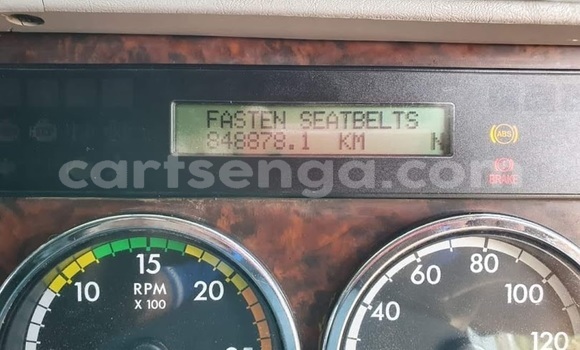 FASTEN SEATBELTS
848878.1 KM N
ABS
BRAKE
cartsenga.com
10 15 20 25
RPM
X 100
40 60 80 100 120